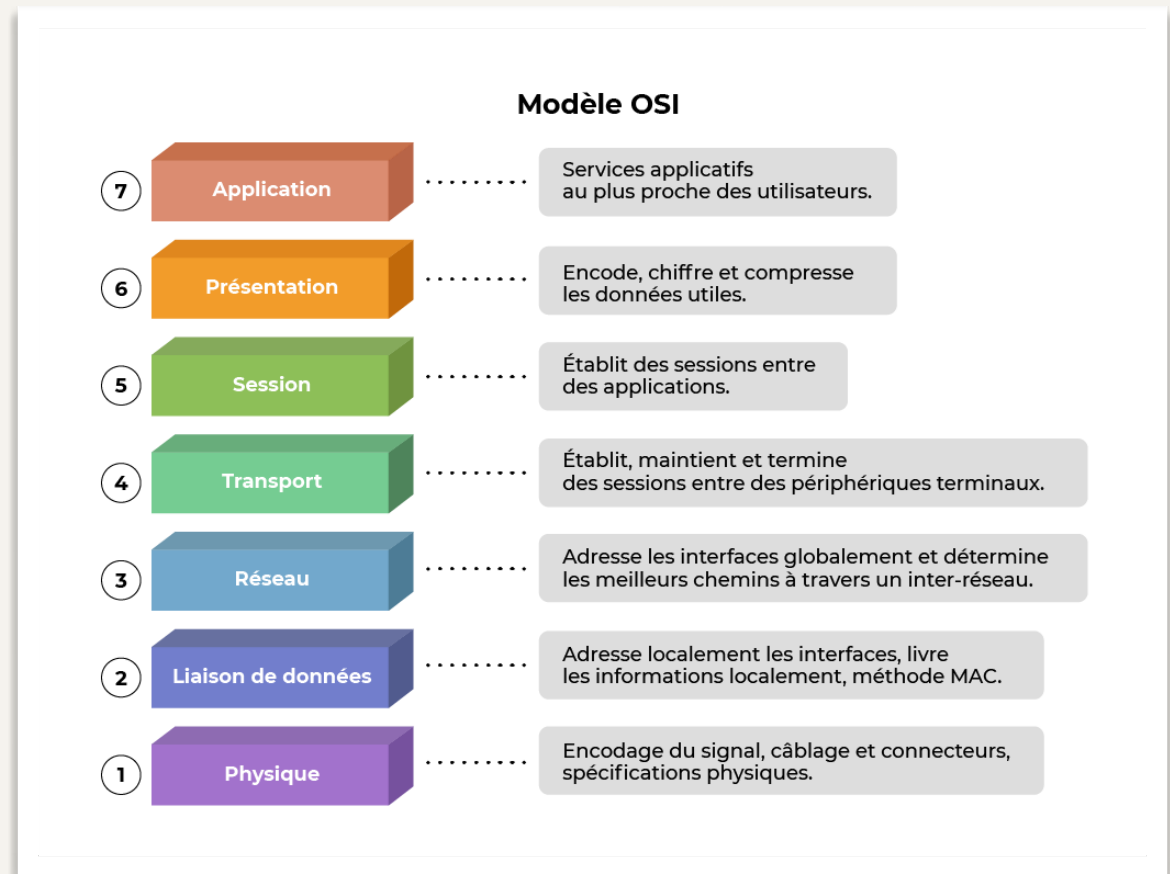 Modèle OSI
7
Application
Services applicatifs
au plus proche des utilisateurs.
6
Présentation
Encode, chiffre et compresse
les données utiles.
5
Session
Établit des sessions entre
des applications.
4
Transport
Établit, maintient et termine
des sessions entre des périphériques terminaux.
3
Réseau
Adresse les interfaces globalement et détermine
les meilleurs chemins à travers un inter-réseau.
2
Liaison de données
Adresse localement les interfaces, livre
les informations localement, méthode MAC.
1
Physique
Encodage du signal, câblage et connecteurs,
spécifications physiques.